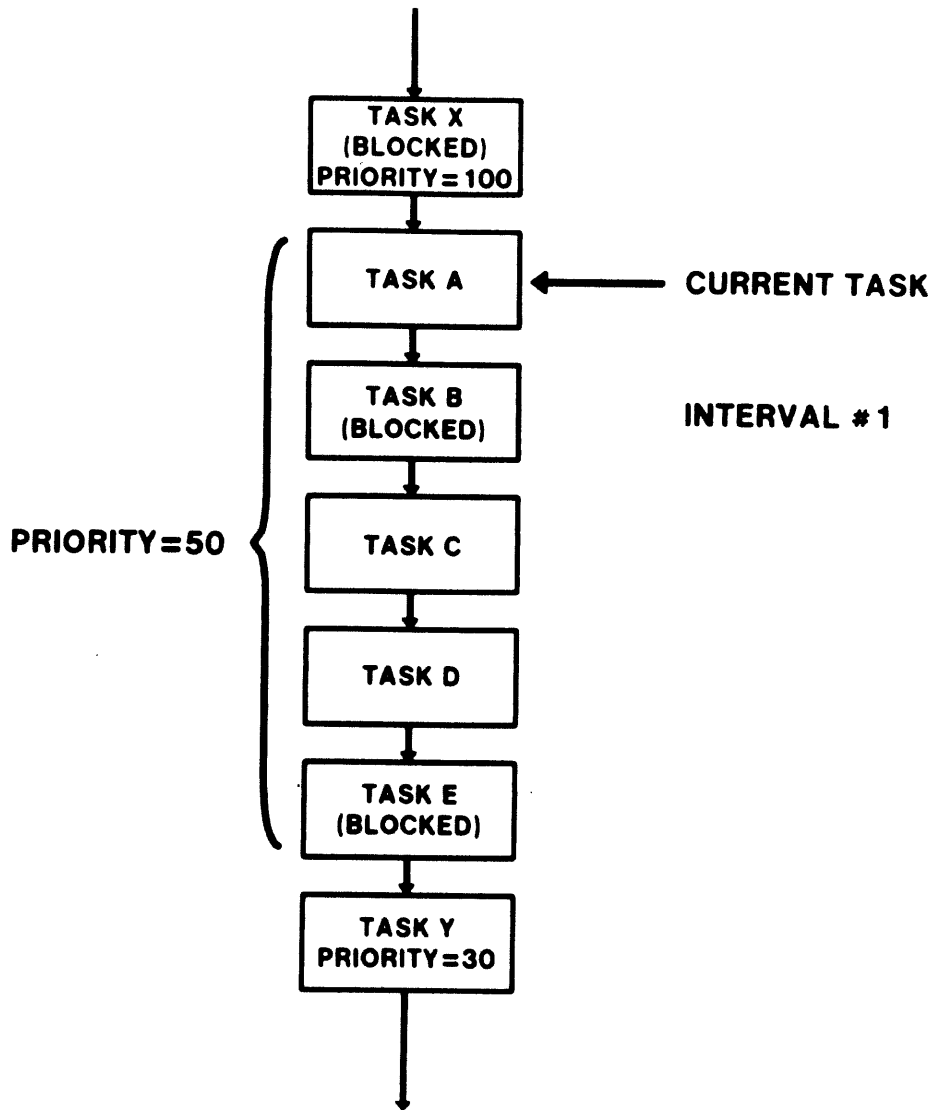 TASK X
(BLOCKED)
PRIORITY=100
TASK A
CURRENT TASK
TASK B
(BLOCKED)
INTERVAL #1
PRIORITY=50
TASK C
TASK D
TASK E
(BLOCKED)
TASK Y
PRIORITY=30